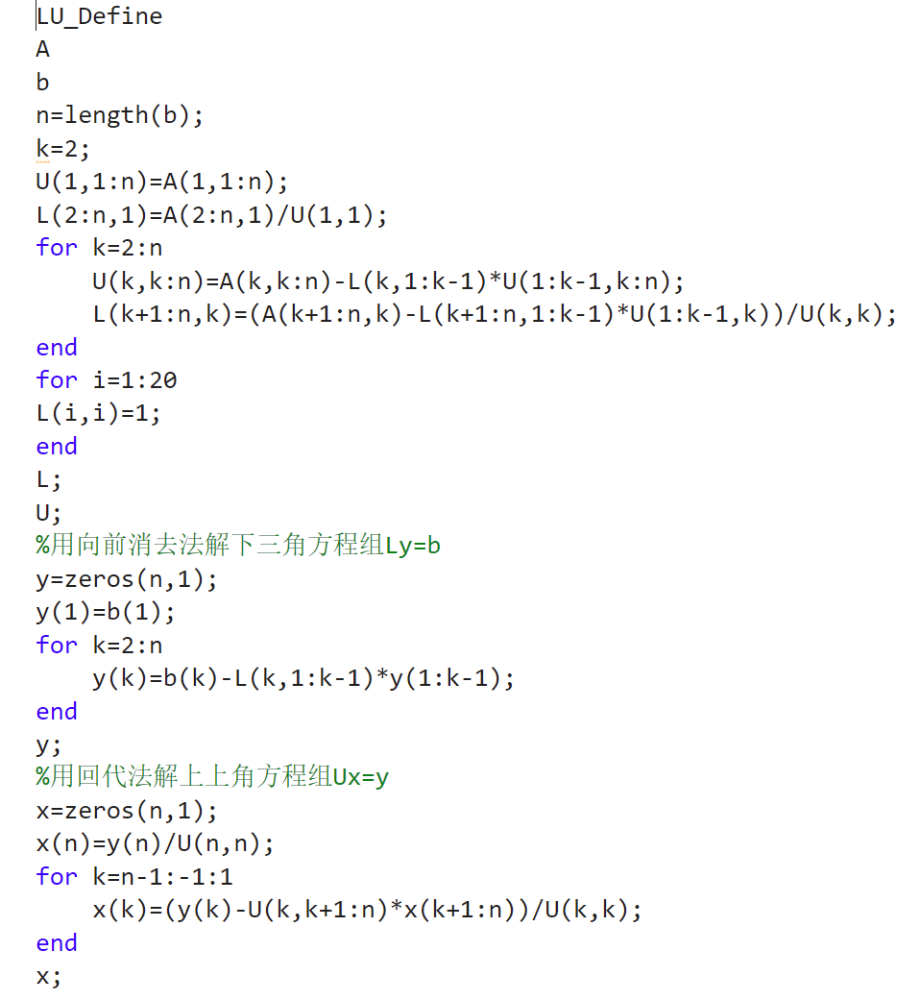 LU_Define
A
b
n=length(b);
k=2;
U(1,1:n)=A(1,1:n);
L(2:n,1)=A(2:n,1)/U(1,1);
for k=2:n
    U(k,k:n)=A(k,k:n)-L(k,1:k-1)*U(1:k-1,k:n);
    L(k+1:n,k)=(A(k+1:n,k)-L(k+1:n,1:k-1)*U(1:k-1,k))/U(k,k);
end
for i=1:20
L(i,i)=1;
end
L;
U;
%用向前消去法解下三角方程组Ly=b
y=zeros(n,1);
y(1)=b(1);
for k=2:n
    y(k)=b(k)-L(k,1:k-1)*y(1:k-1);
end
y;
%用回代法解上上角方程组Ux=y
x=zeros(n,1);
x(n)=y(n)/U(n,n);
for k=n-1:-1:1
    x(k)=(y(k)-U(k,k+1:n)*x(k+1:n))/U(k,k);
end
x;